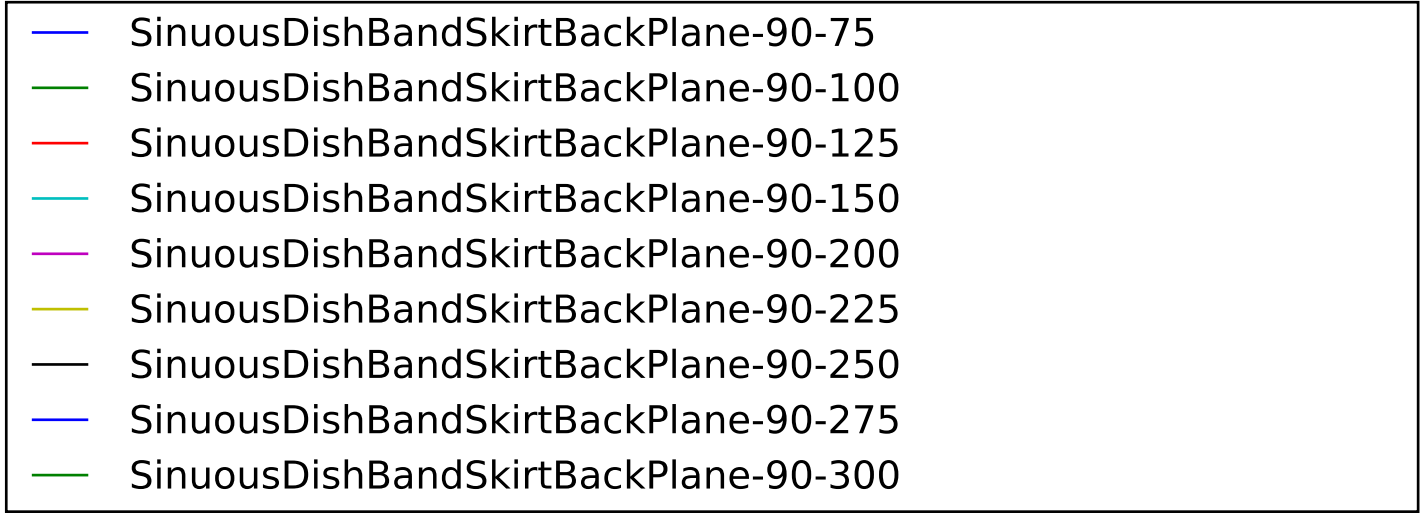 SinuousDishBandSkirtBackPlane-90-75
SinuousDishBandSkirtBackPlane-90-100
SinuousDishBandSkirtBackPlane-90-125
SinuousDishBandSkirtBackPlane-90-150
SinuousDishBandSkirtBackPlane-90-200
SinuousDishBandSkirtBackPlane-90-225
SinuousDishBandSkirtBackPlane-90-250
SinuousDishBandSkirtBackPlane-90-275
SinuousDishBandSkirtBackPlane-90-300